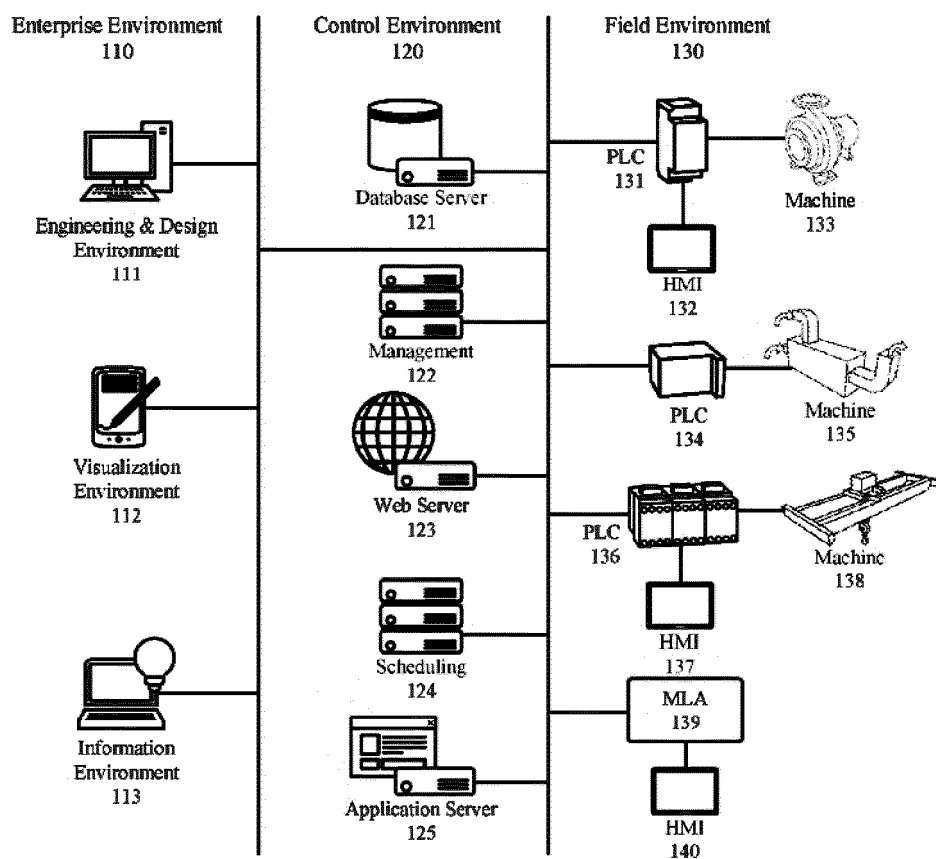 Enterprise Environment
110
Control Environment
120
Field Environment
130
Engineering & Design
Environment
111
Visualization
Environment
112
Information
Environment
113
Database Server
121
Management
122
Web Server
123
Scheduling
124
Application Server
125
PLC
131
HMI
132
Machine
133
PLC
134
Machine
135
PLC
136
HMI
137
Machine
138
MLA
139
HMI
140